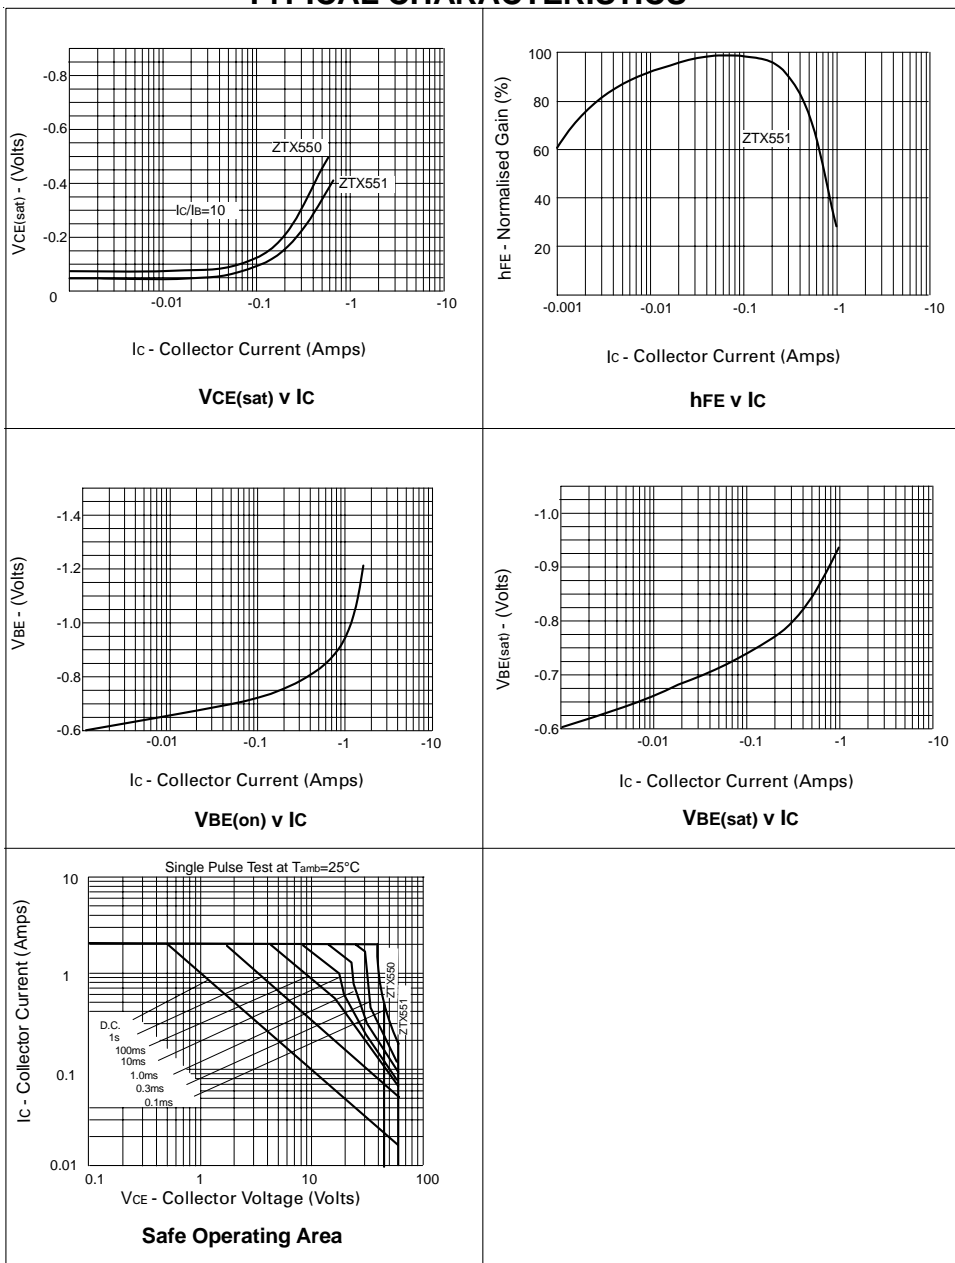 TYPICAL CHARACTERISTICS
VCE(sat) - (Volts)
-0.8
-0.6
-0.4
-0.2
0
ZTX550
ZTX551
IC/IB=10
-0.01
-0.1
-1
-10
IC - Collector Current (Amps)
VCE(sat) v IC
hFE - Normalised Gain (%)
100
80
60
40
20
ZTX551
-0.001
-0.01
-0.1
-1
-10
IC - Collector Current (Amps)
hFE v IC
VBE - (Volts)
-1.4
-1.2
-1.0
-0.8
-0.6
-0.01
-0.1
-1
-10
IC - Collector Current (Amps)
VBE(on) v IC
VBE(sat) - (Volts)
-1.0
-0.9
-0.8
-0.7
-0.6
-0.01
-0.1
-1
-10
IC - Collector Current (Amps)
VBE(sat) v IC
Single Pulse Test at Tamb=25°C
IC - Collector Current (Amps)
10
1
0.1
0.01
D.C.
1s
100ms
10ms
1.0ms
0.3ms
0.1ms
ZTX550
ZTX551
0.1
1
10
100
VCE - Collector Voltage (Volts)
Safe Operating Area